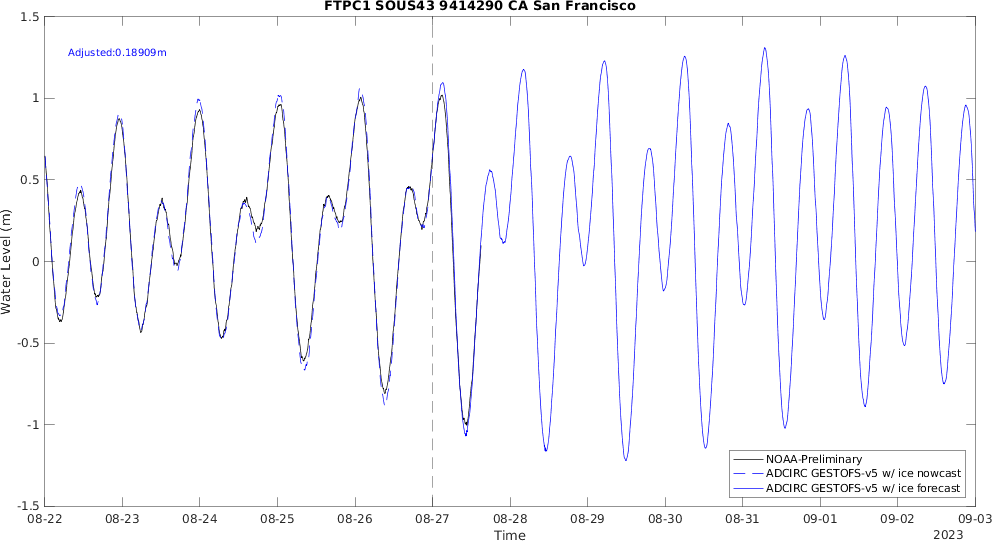 FTPC1 SOUS43 9414290 CA San Francisco
Adjusted:0.18909m
Water Level (m)
1.5
1
0.5
0
-0.5
-1
-1.5
NOAA-Preliminary
ADCIRC GESTOFS-v5 w/ ice nowcast
ADCIRC GESTOFS-v5 w/ ice forecast
08-22 08-23 08-24 08-25 08-26 08-27 08-28 08-29 08-30 08-31 09-01 09-02 09-03
Time
2023